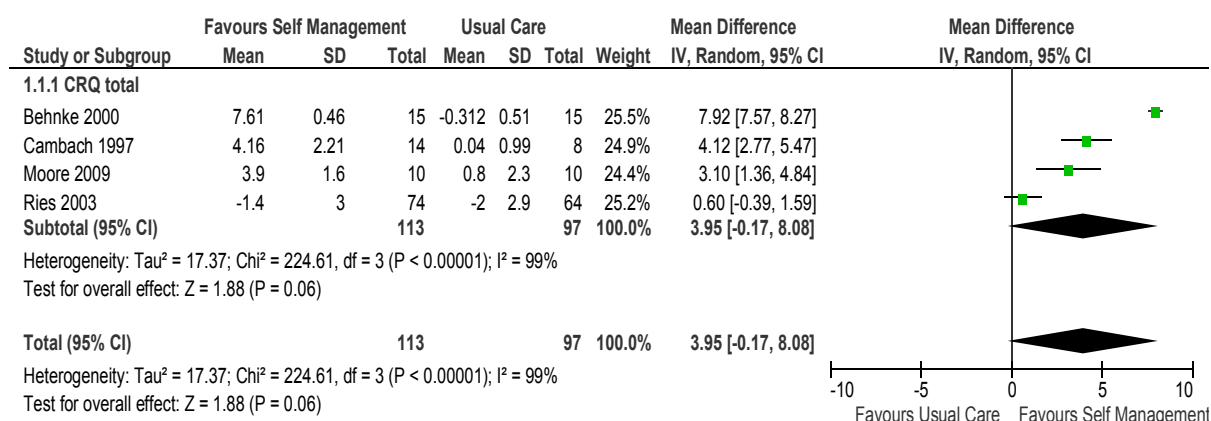 Favours Self Management Usual Care Mean Difference Mean Difference
Study or Subgroup Mean SD Total Mean SD Total Weight IV, Random, 95% CI IV, Random, 95% CI
1.1.1 CRQ total
Behnke 2000 7.61 0.46 15 -0.312 0.51 15 25.5% 7.92 [7.57, 8.27]
Cambach 1997 4.16 2.21 14 0.04 0.99 8 24.9% 4.12 [2.77, 5.47]
Moore 2009 3.9 1.6 10 0.8 2.3 10 24.4% 3.10 [1.36, 4.84]
Ries 2003 -1.4 3 74 -2 2.9 64 25.2% 0.60 [-0.39, 1.59]
Subtotal (95% CI) 113 97 100.0% 3.95 [-0.17, 8.08]
Heterogeneity: Tau² = 17.37; Chi² = 224.61, df = 3 (P < 0.00001); I² = 99%
Test for overall effect: Z = 1.88 (P = 0.06)
Total (95% CI) 113 97 100.0% 3.95 [-0.17, 8.08]
Heterogeneity: Tau² = 17.37; Chi² = 224.61, df = 3 (P < 0.00001); I² = 99%
Test for overall effect: Z = 1.88 (P = 0.06)
-10 -5 0 5 10
Favours Usual Care Favours Self Management